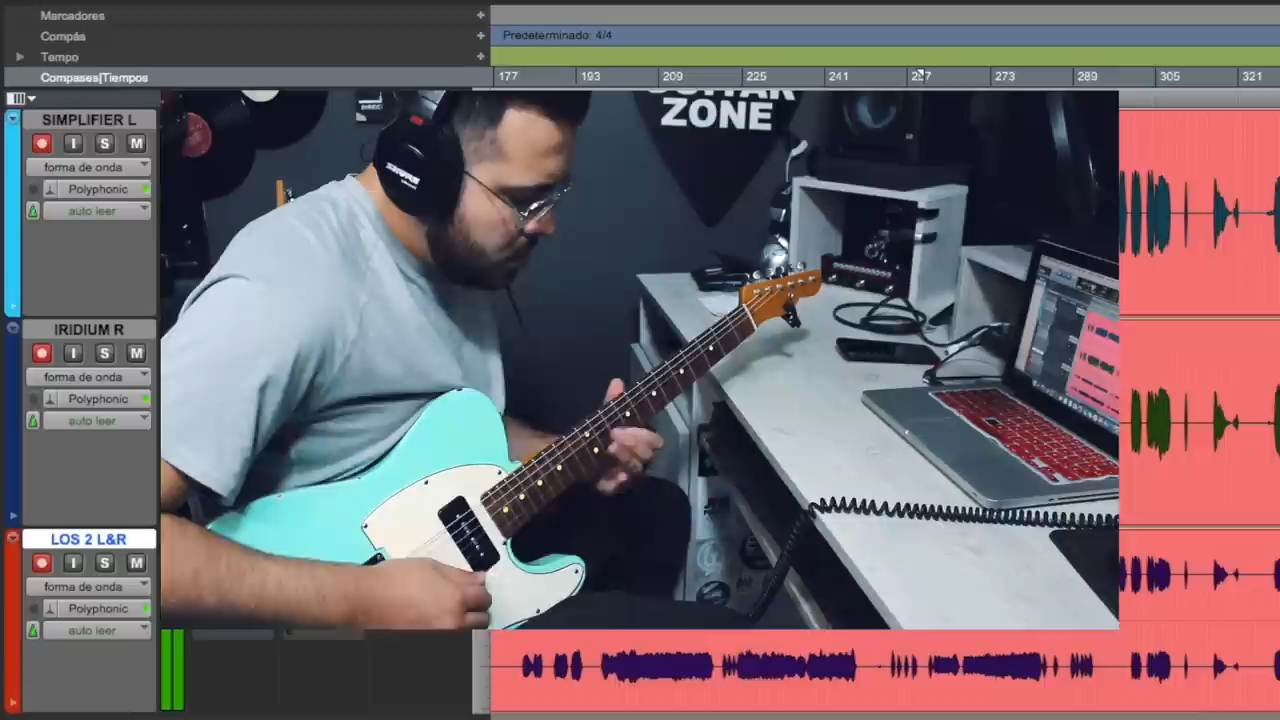 Marcadores
Compás
Tempo
Compases|Tiempos
Predeterminado: 4/4
177 193 209 225 241 273 289 305 321
SIMPLIFIER L
I S M
forma de onda
Polyphonic
auto leer
IRIDIUM R
I S M
forma de onda
Polyphonic
auto leer
LOS 2 L&R
I S M
forma de onda
Polyphonic
auto leer
GUITAR
ZONE
SHURE